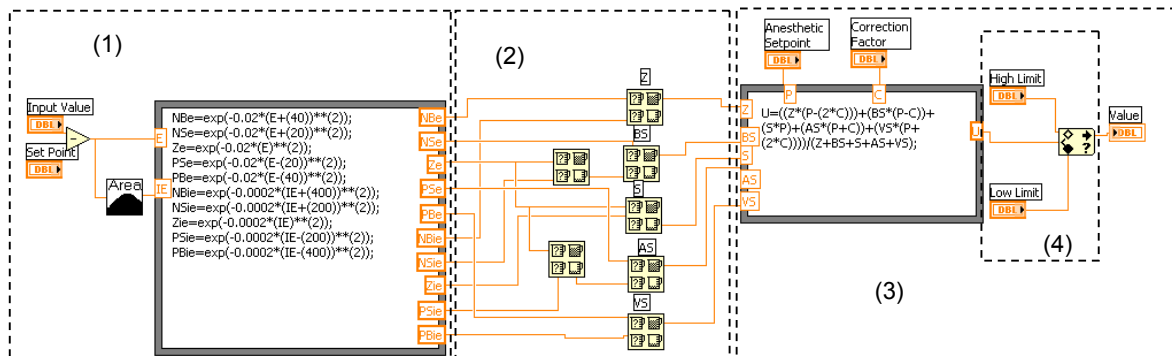 (1)
Input Value
DBL
Set Point
DBL
Area
E
IE
NBe=exp(-0.02*(E+(40))**(2));
NSe=exp(-0.02*(E+(20))**(2));
Ze=exp(-0.02*(E)**(2));
PSe=exp(-0.02*(E-(20))**(2));
PBe=exp(-0.02*(E-(40))**(2));
NBie=exp(-0.0002*(IE+(400))**(2));
NSie=exp(-0.0002*(IE+(200))**(2));
Zie=exp(-0.0002*(IE)**(2));
PSie=exp(-0.0002*(IE-(200))**(2));
PBie=exp(-0.0002*(IE-(400))**(2));
NBe
NSe
Ze
PSe
PBe
NBie
NSie
Zie
PSie
PBie
(2)
Z
BS
S
AS
VS
(3)
Anesthetic
Setpoint
DBL
Correction
Factor
DBL
P
C
Z
BS
S
AS
VS
U=((Z*(P-(2*C)))+(BS*(P-C))+
(S*P)+(AS*(P+C))+(VS*(P+
(2*C))))/(Z+BS+S+AS+VS);
U
(4)
High Limit
DBL
Low Limit
DBL
?
Value
DBL